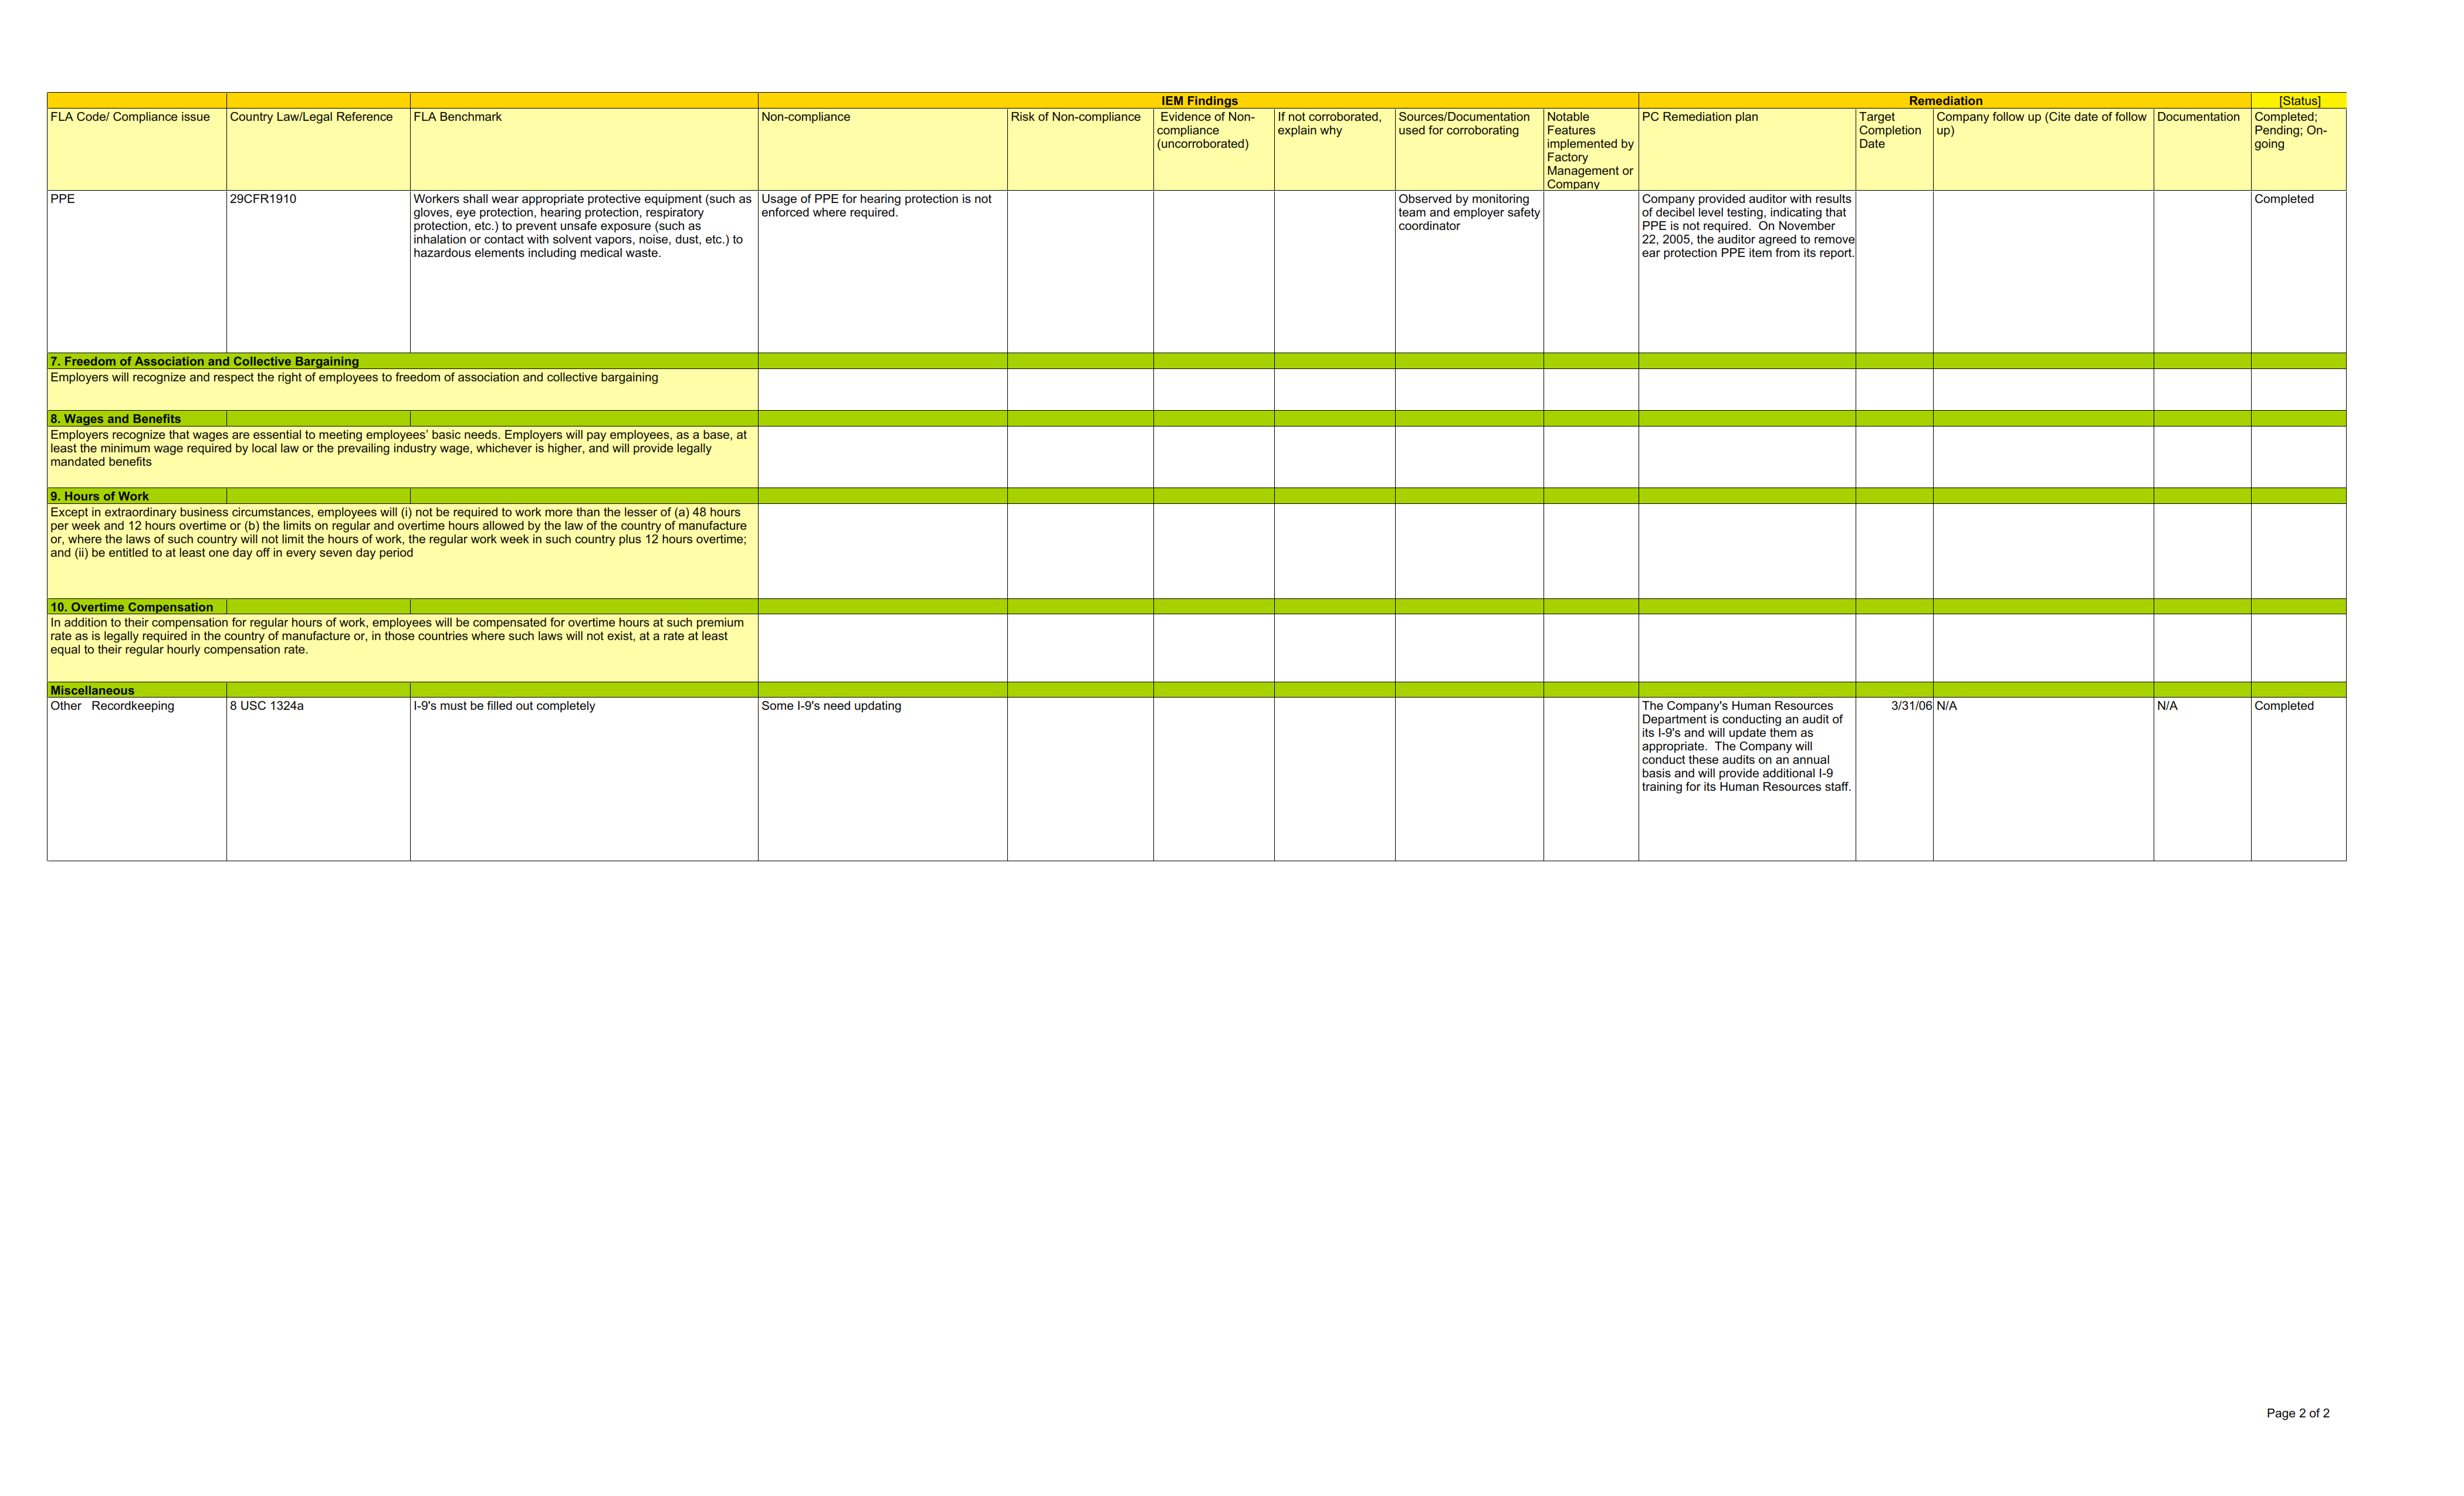 IEM Findings
Remediation
[Status]
FLA Code/ Compliance issue
Country Law/Legal Reference
FLA Benchmark
Non-compliance
Risk of Non-compliance
Evidence of Non-
compliance
(uncorroborated)
If not corroborated,
explain why
Sources/Documentation
used for corroborating
Notable
Features
implemented by
Factory
Management or
Company
PC Remediation plan
Target
Completion
Date
Company follow up (Cite date of follow
up)
Documentation
Completed;
Pending; On-
going
PPE
29CFR1910
Workers shall wear appropriate protective equipment (such as
gloves, eye protection, hearing protection, respiratory
protection, etc.) to prevent unsafe exposure (such as
inhalation or contact with solvent vapors, noise, dust, etc.) to
hazardous elements including medical waste.
Usage of PPE for hearing protection is not
enforced where required.
Observed by monitoring
team and employer safety
coordinator
Company provided auditor with results
of decibel level testing, indicating that
PPE is not required.  On November
22, 2005, the auditor agreed to remove
ear protection PPE item from its report.
Completed
7. Freedom of Association and Collective Bargaining
Employers will recognize and respect the right of employees to freedom of association and collective bargaining
8. Wages and Benefits
Employers recognize that wages are essential to meeting employees’ basic needs. Employers will pay employees, as a base, at
least the minimum wage required by local law or the prevailing industry wage, whichever is higher, and will provide legally
mandated benefits
9. Hours of Work
Except in extraordinary business circumstances, employees will (i) not be required to work more than the lesser of (a) 48 hours
per week and 12 hours overtime or (b) the limits on regular and overtime hours allowed by the law of the country of manufacture
or, where the laws of such country will not limit the hours of work, the regular work week in such country plus 12 hours overtime;
and (ii) be entitled to at least one day off in every seven day period
10. Overtime Compensation
In addition to their compensation for regular hours of work, employees will be compensated for overtime hours at such premium
rate as is legally required in the country of manufacture or, in those countries where such laws will not exist, at a rate at least
equal to their regular hourly compensation rate.
Miscellaneous
Other   Recordkeeping
8 USC 1324a
I-9's must be filled out completely
Some I-9's need updating
The Company's Human Resources
Department is conducting an audit of
its I-9's and will update them as
appropriate.  The Company will
conduct these audits on an annual
basis and will provide additional I-9
training for its Human Resources staff.
3/31/06
N/A
N/A
Completed
Page 2 of 2